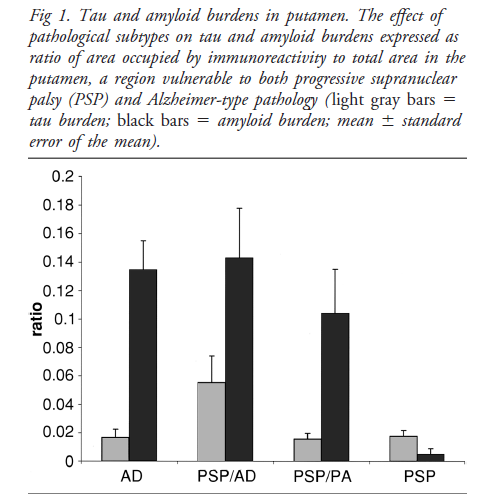 Fig 1. Tau and amyloid burdens in putamen. The effect of
pathological subtypes on tau and amyloid burdens expressed as
ratio of area occupied by immunoreactivity to total area in the
putamen, a region vulnerable to both progressive supranuclear
palsy (PSP) and Alzheimer-type pathology (light gray bars =
tau burden; black bars = amyloid burden; mean ± standard
error of the mean).
0.2
0.18
0.16
0.14
0.12
0.1
0.08
0.06
0.04
0.02
0
ratio
AD PSP/AD PSP/PA PSP